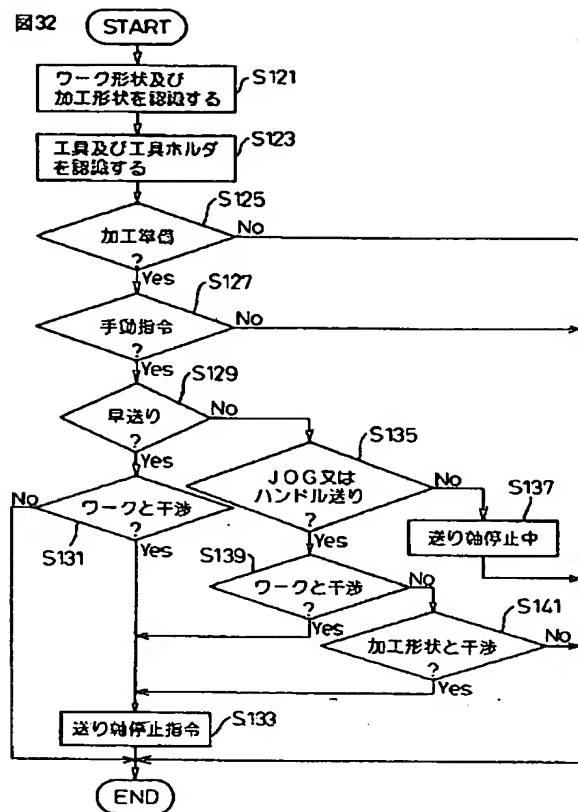 図32
START
ワーク形状及び
加工形状を認識する
S121
工具及び工具ホルダ
を認識する
S123
S125
加工準備
?
No
Yes
S127
手動指令
?
No
Yes
S129
早送り
?
No
Yes
S135
JOG又は
ハンドル送り
?
No
Yes
S137
送り軸停止中
No
ワークと干渉
?
S131
Yes
S139
ワークと干渉
?
No
Yes
S141
加工形状と干渉
?
No
Yes
送り軸停止指令
S133
END